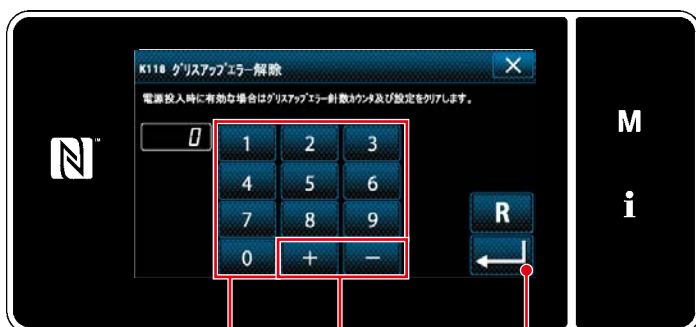 K118 グリスアップエラー解除
電源投入時に有効な場合はグリスアップエラー針数カウンタ及び設定をクリアします。
0
1 2 3
4 5 6
7 8 9
0 + −
R
N™
M
i